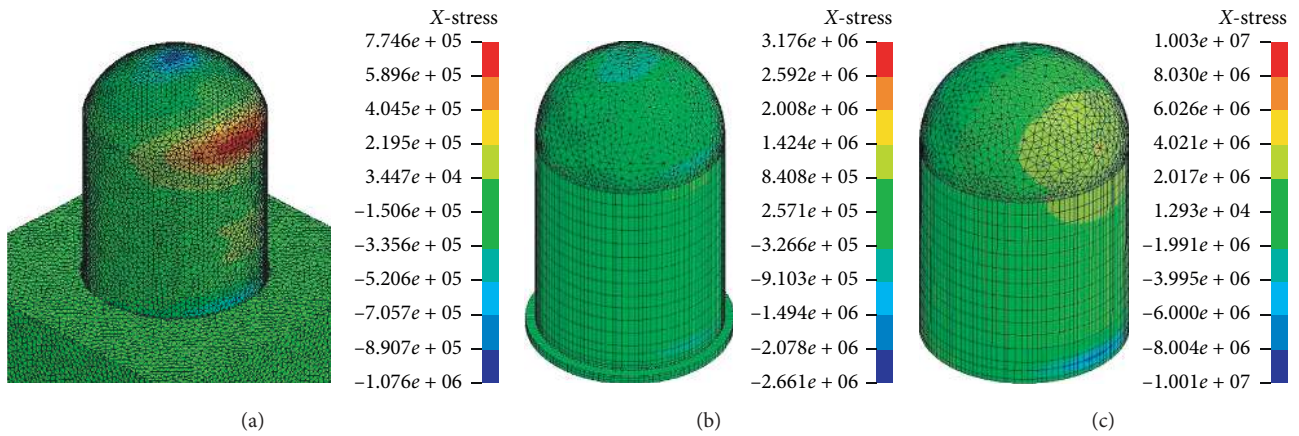 X-stress
7.746e + 05
5.896e + 05
4.045e + 05
2.195e + 05
3.447e + 04
–1.506e + 05
–3.356e + 05
–5.206e + 05
–7.057e + 05
–8.907e + 05
–1.076e + 06
(a)
X-stress
3.176e + 06
2.592e + 06
2.008e + 06
1.424e + 06
8.405e + 05
2.571e + 05
–3.266e + 05
–9.103e + 05
–1.494e + 06
–2.078e + 06
–2.661e + 06
(b)
X-stress
1.003e + 07
8.030e + 06
6.026e + 06
4.021e + 06
2.017e + 06
1.293e + 04
–1.991e + 06
–3.995e + 06
–6.000e + 06
–8.004e + 06
–1.001e + 07
(c)